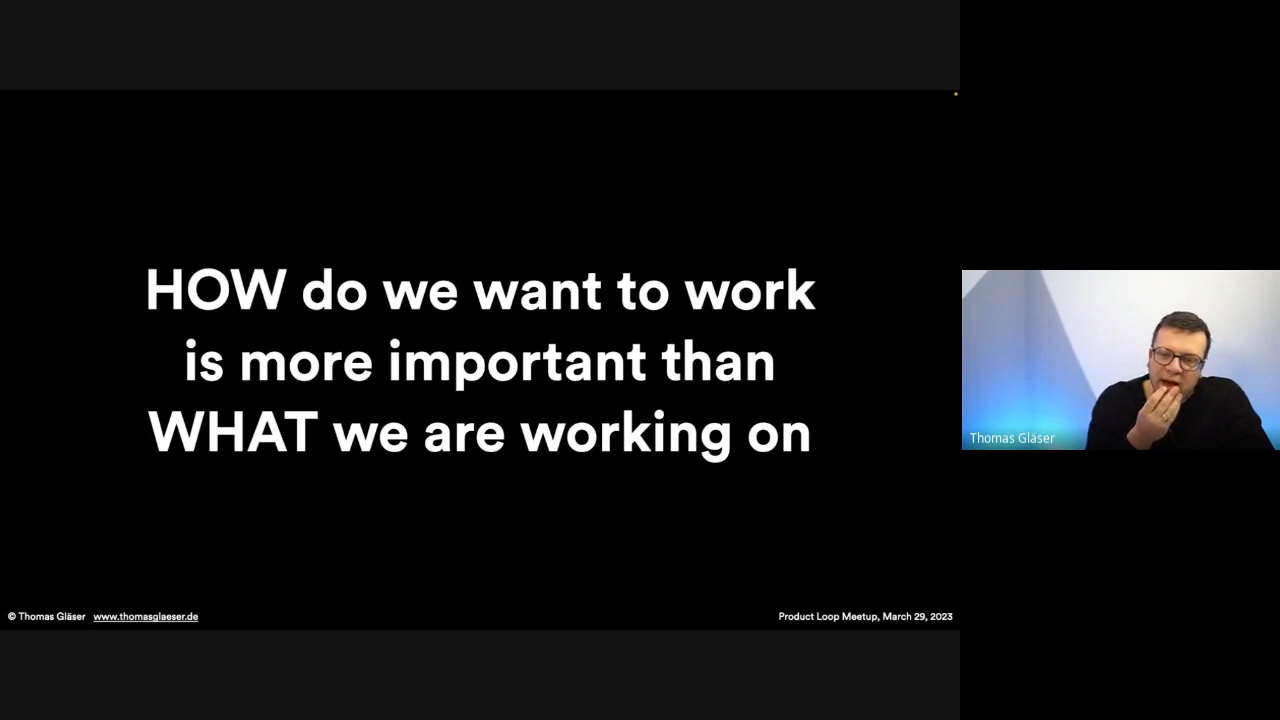 HOW do we want to work
is more important than
WHAT we are working on
Thomas Gläser
© Thomas Gläser www.thomasglaeser.de
Product Loop Meetup, March 29, 2023